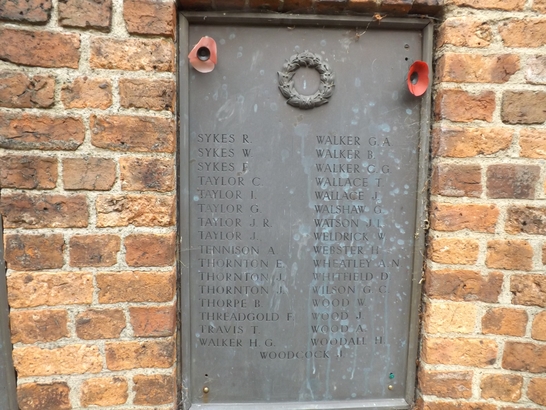 SYKES R.
SYKES W.
SYKES F.
TAYLOR C.
TAYLOR I.
TAYLOR G.
TAYLOR J. R.
TAYLOR J.
TENNISON A.
THORNTON E.
THORNTON J.
THORNTON J.
THORPE B.
THREADGOLD F.
TRAVIS T.
WALKER H. G.
WALKER G. A.
WALKER B.
WALKER C. G.
WALLACE T.
WALLACE J.
WALSHAW G.
WATSON J. I.
WELDRICK W.
WEBSTER H.
WHEATLEY A. N.
WHITFIELD D.
WILSON G. C.
WOOD W.
WOOD J.
WOOD A.
WOODALL H.
WOODCOCK J.